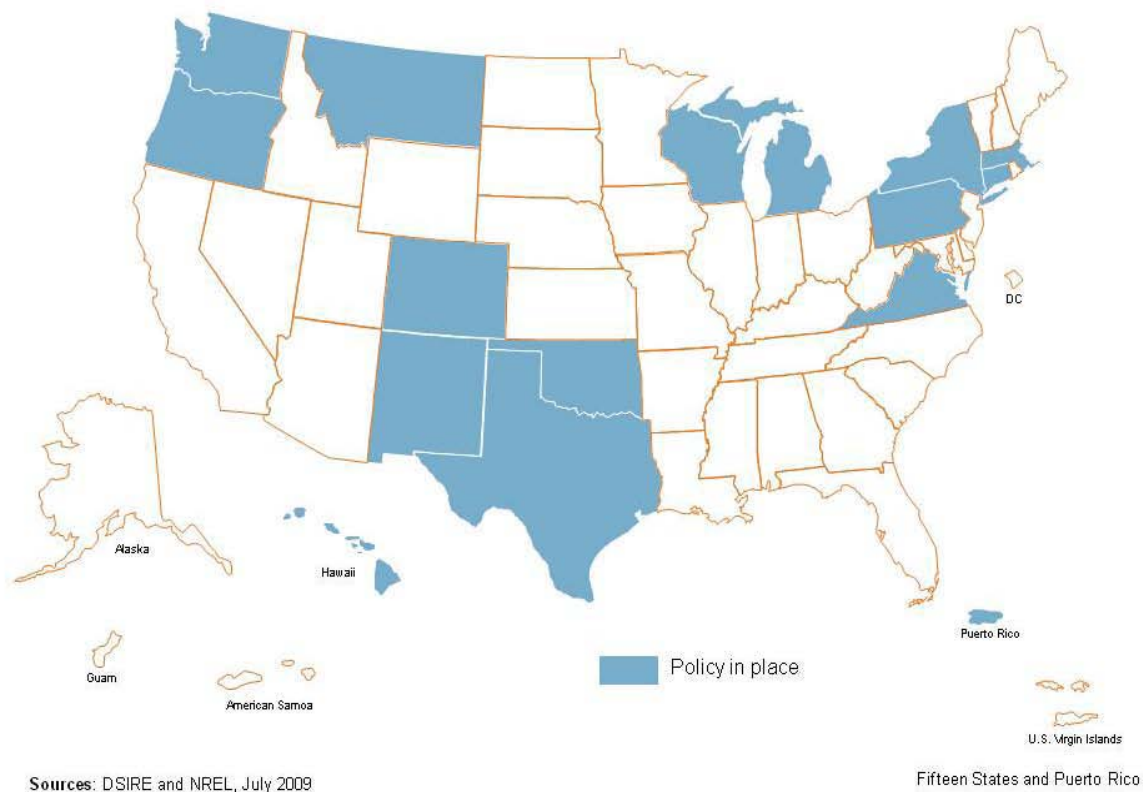 DC
Alaska
Hawaii
Puerto Rico
Guam
American Samoa
Policy in place
U.S. Virgin Islands
Sources: DSIRE and NREL, July 2009
Fifteen States and Puerto Rico